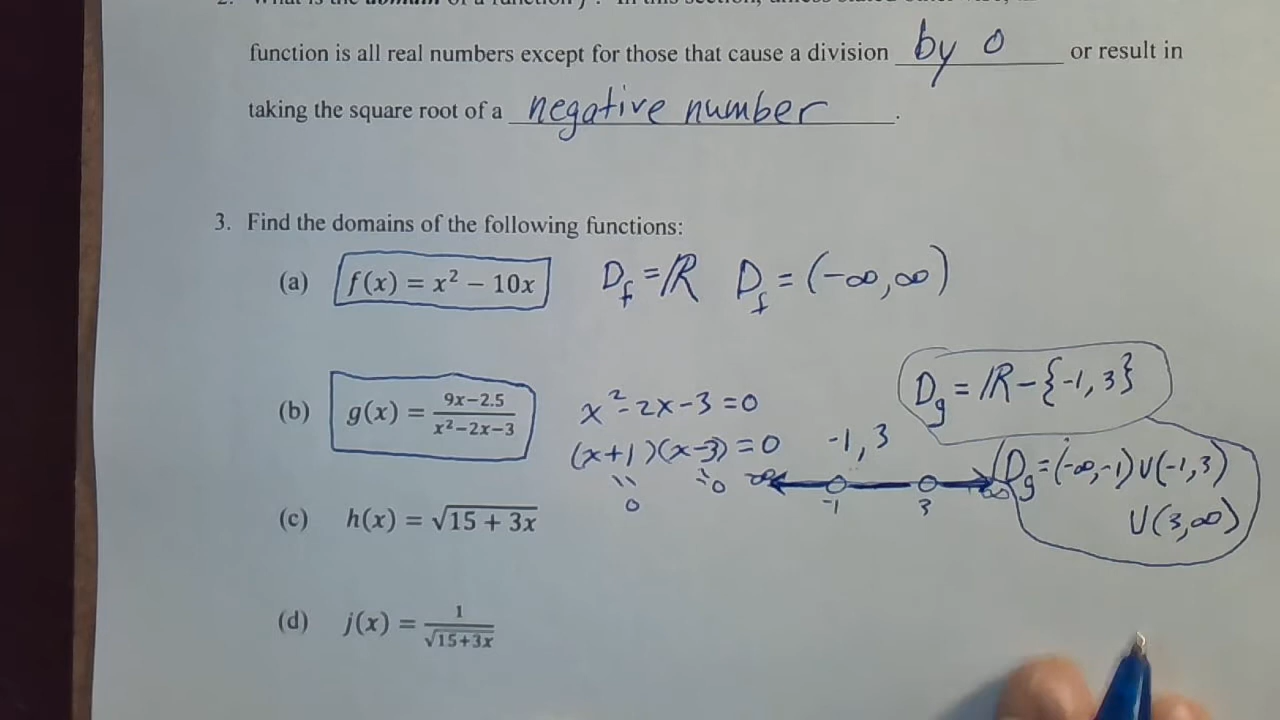 function is all real numbers except for those that cause a division by 0 or result in
taking the square root of a negative number.
3. Find the domains of the following functions:
(a) f(x) = x² − 10x D_f = ℝ D_f = (-∞,∞)
(b) g(x) = (9x−2.5)/(x²−2x−3) x²-2x-3=0 D_g = ℝ-{-1,3}
(x+1)(x-3)=0 -1,3
0 0 -∞ -1 3 +∞ D_g=(-∞,-1)∪(-1,3)
∪(3,∞)
(c) h(x) = √(15 + 3x)
(d) j(x) = 1/√(15+3x)